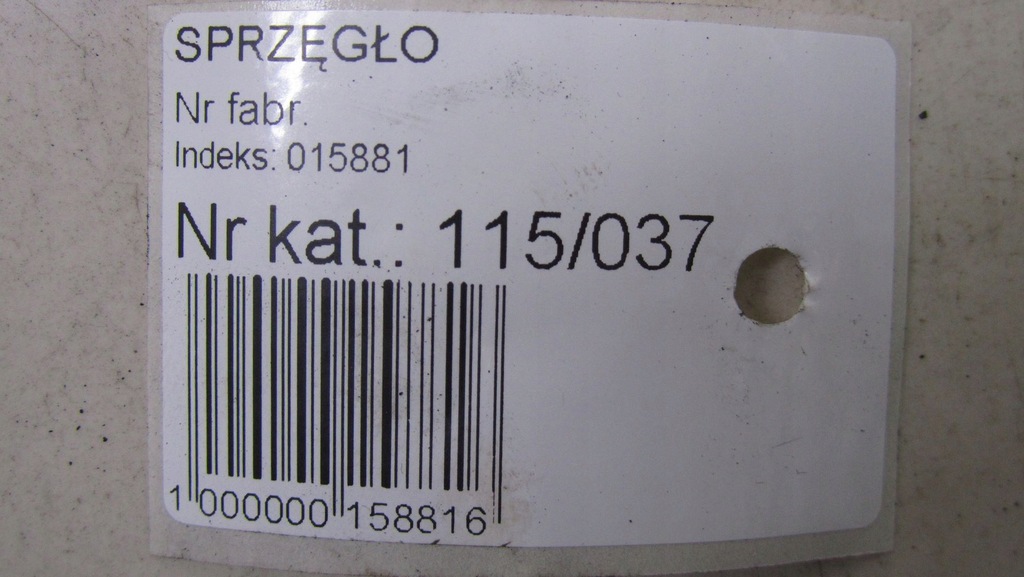 SPRZĘGŁO
Nr fabr.
Indeks: 015881
Nr kat.: 115/037
1 000000 158816